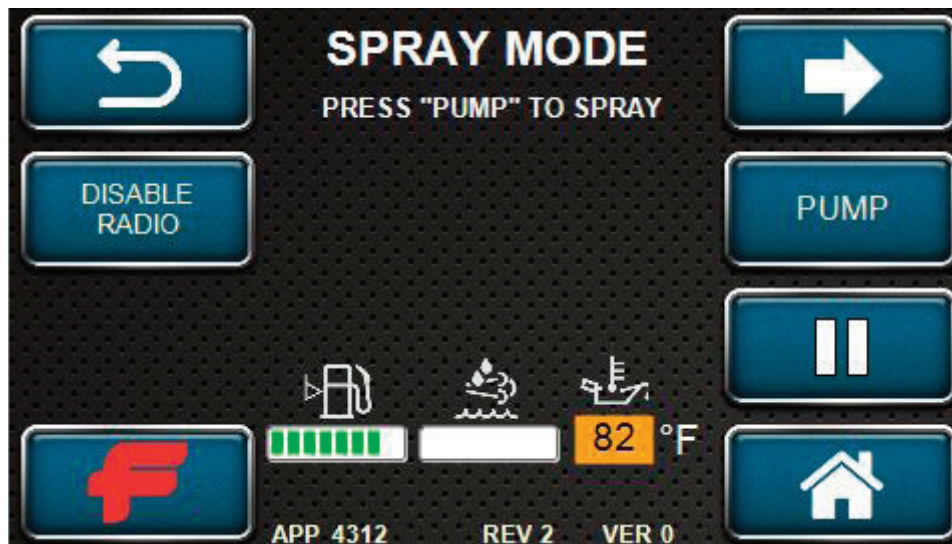 SPRAY MODE
PRESS "PUMP" TO SPRAY
DISABLE
RADIO
PUMP
82 °F
APP 4312 REV 2 VER 0